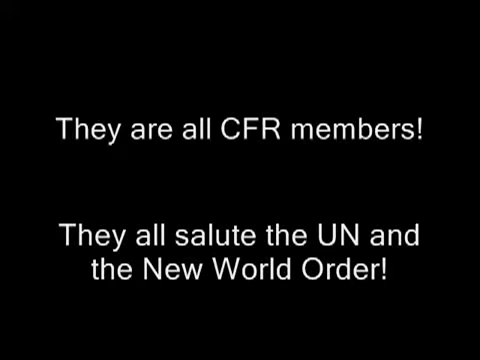 They are all CFR members!
They all salute the UN and
the New World Order!